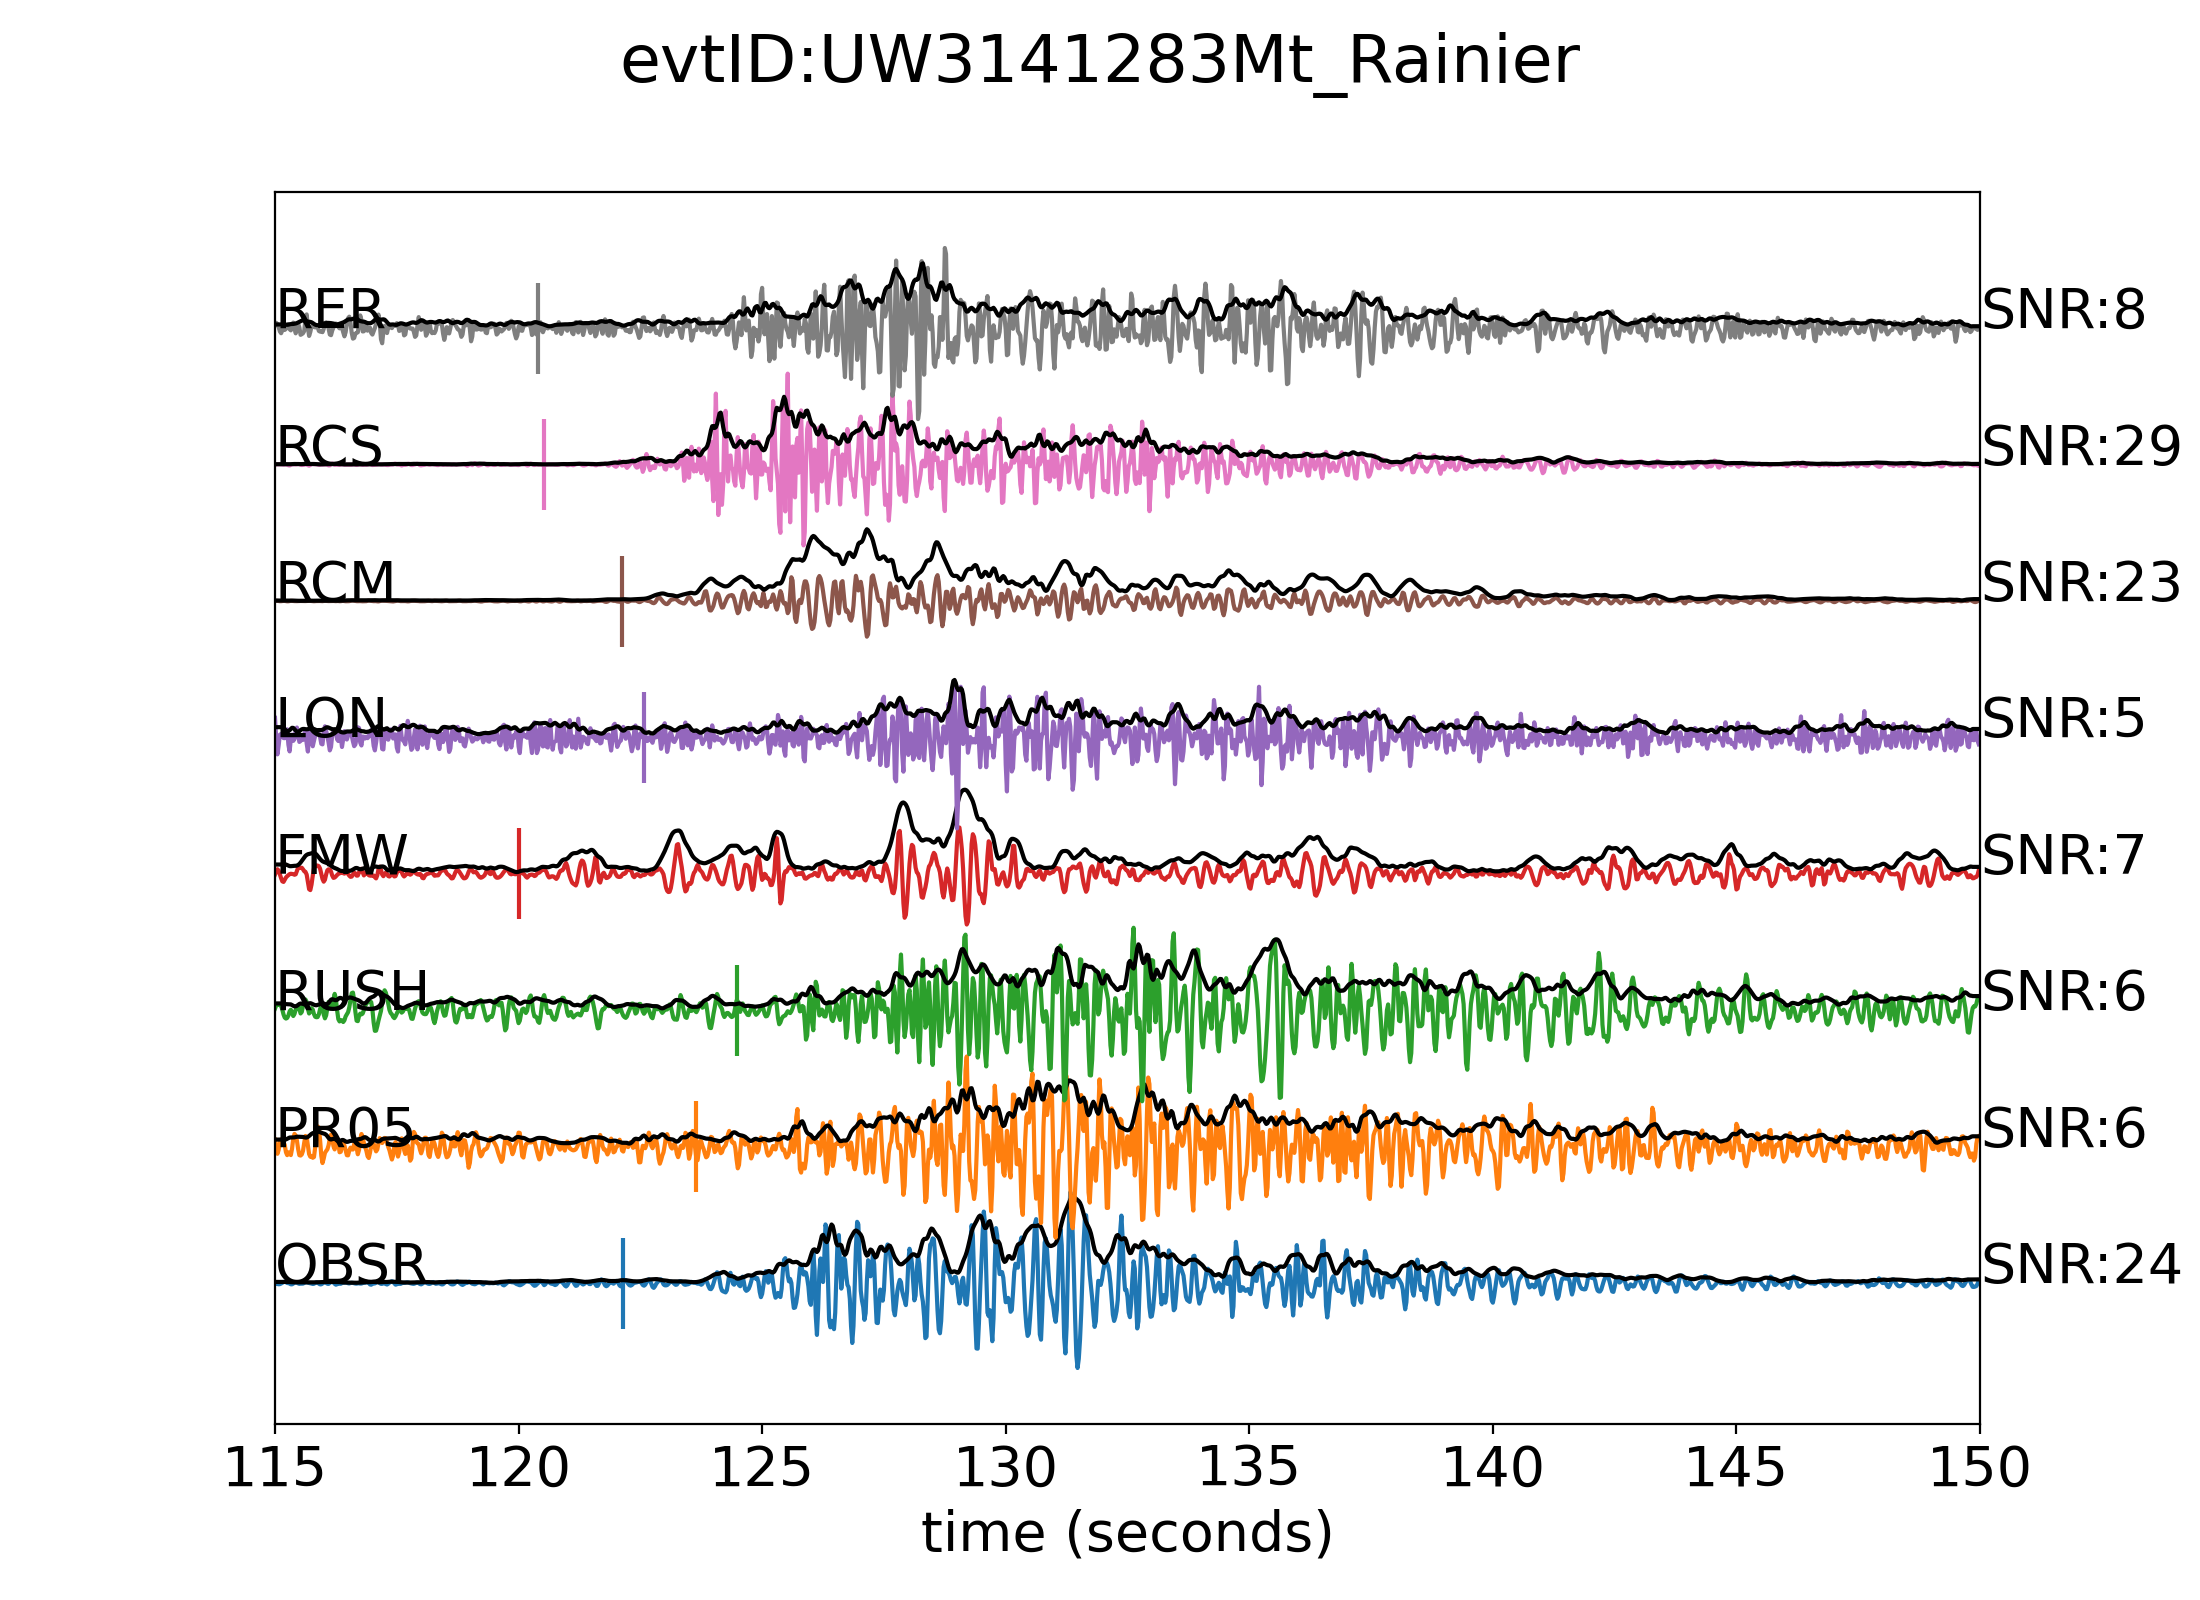 evtID:UW3141283Mt_Rainier
RER SNR:8
RCS SNR:29
RCM SNR:23
LON SNR:5
FMW SNR:7
RUSH SNR:6
PR05 SNR:6
OBSR SNR:24
115 120 125 130 135 140 145 150
time (seconds)